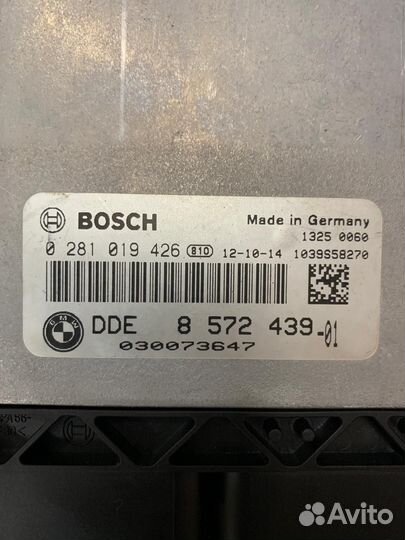 BOSCH
Made in Germany
1325 0060
0 281 019 426 810 12-10-14 1039S58270
BMW DDE 8 572 439-01
030073647
Avito